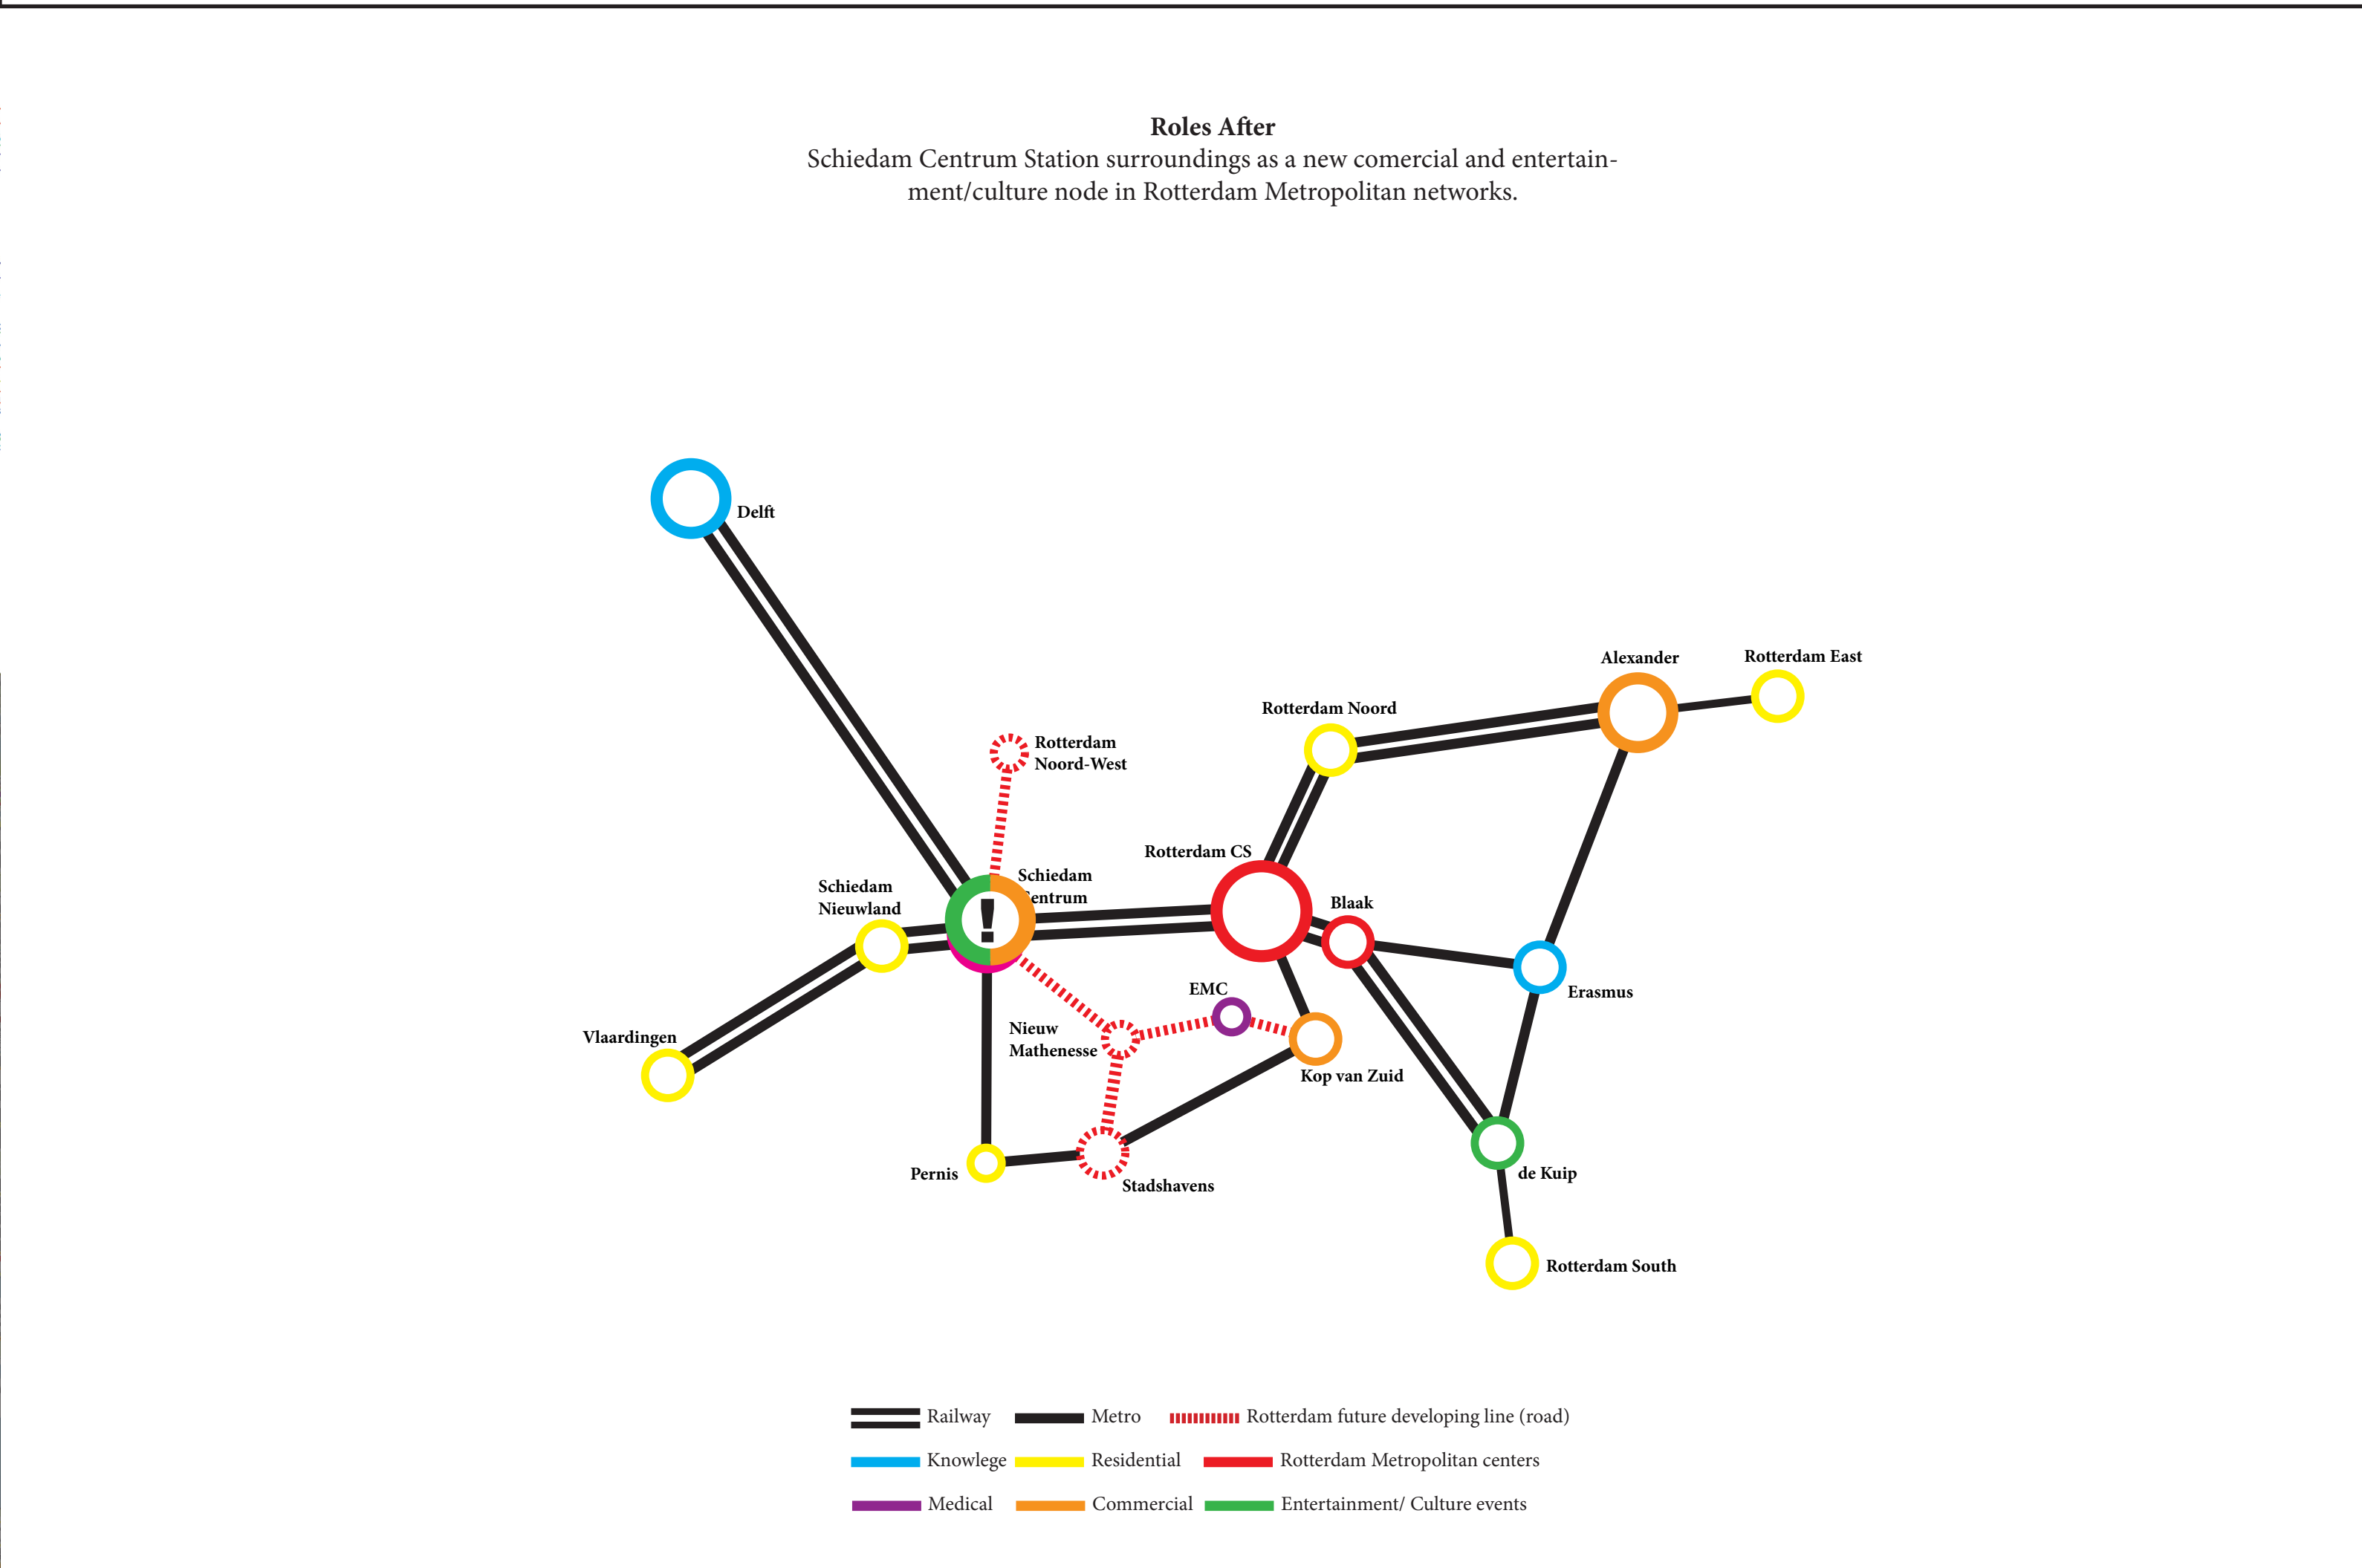 Roles After
Schiedam Centrum Station surroundings as a new comercial and entertain-
ment/culture node in Rotterdam Metropolitan networks.
Delft
Alexander
Rotterdam East
Rotterdam Noord
Rotterdam
Noord-West
Rotterdam CS
Schiedam
Centrum
!
Schiedam
Nieuwland
Blaak
EMC
Erasmus
Nieuw
Mathenesse
Vlaardingen
Kop van Zuid
Pernis
Stadshavens
de Kuip
Rotterdam South
Railway Metro Rotterdam future developing line (road)
Knowlege Residential Rotterdam Metropolitan centers
Medical Commercial Entertainment/ Culture events